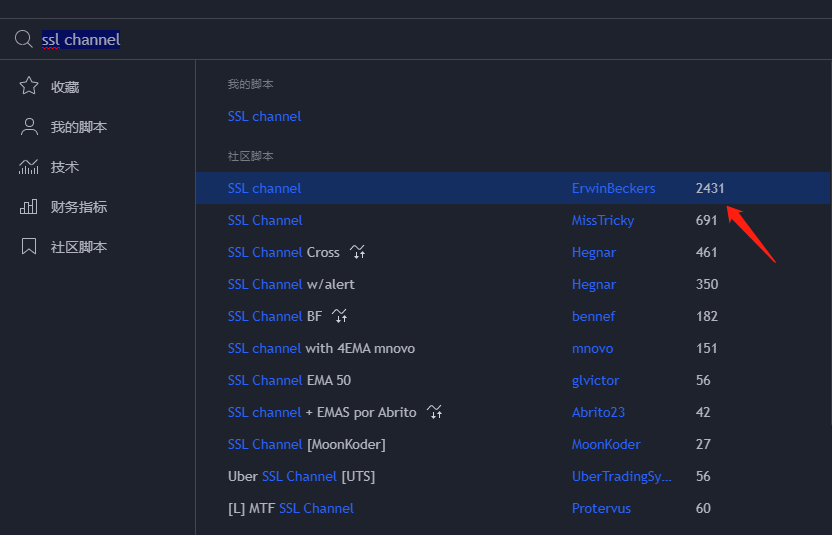 ssl channel
收藏
我的脚本
技术
财务指标
社区脚本
我的脚本
SSL channel
社区脚本
SSL channel ErwinBeckers 2431
SSL Channel MissTricky 691
SSL Channel Cross Hegnar 461
SSL Channel w/alert Hegnar 350
SSL Channel BF bennef 182
SSL channel with 4EMA mnovo mnovo 151
SSL Channel EMA 50 glvictor 56
SSL channel + EMAS por Abrito Abrito23 42
SSL Channel [MoonKoder] MoonKoder 27
Uber SSL Channel [UTS] UberTradingSy... 56
[L] MTF SSL Channel Protervus 60